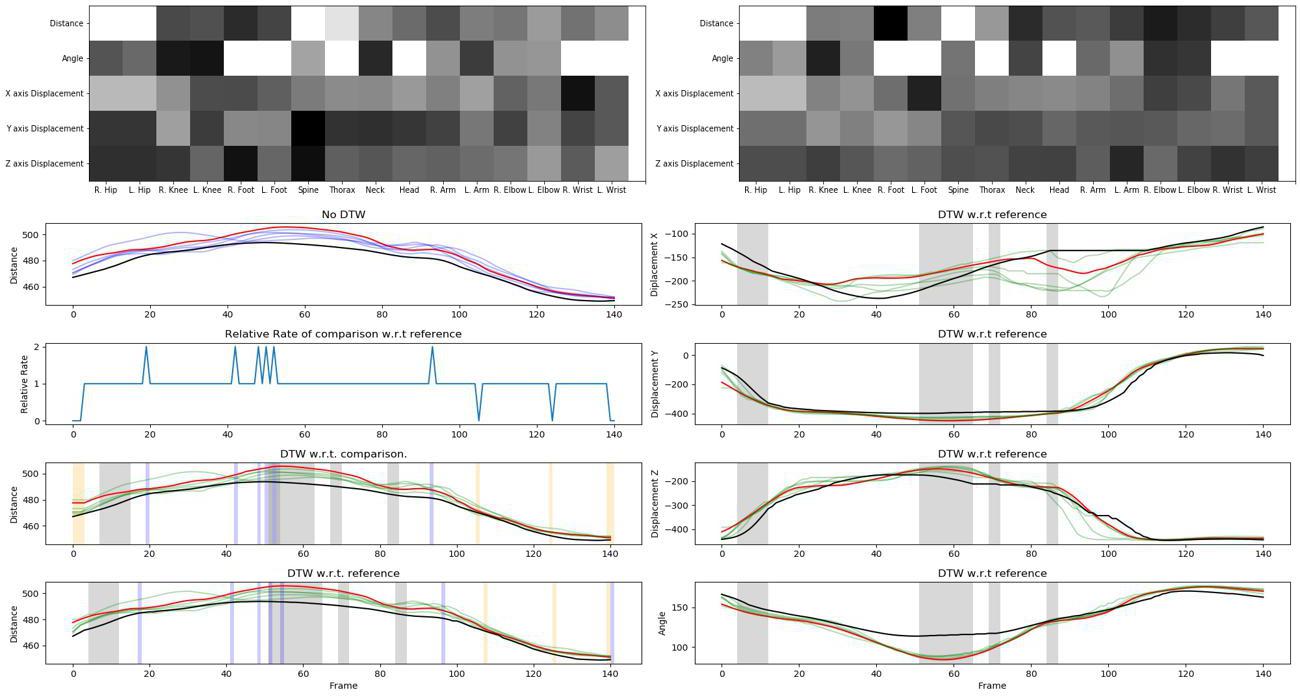 Distance
Angle
X axis Displacement
Y axis Displacement
Z axis Displacement
R. Hip L. Hip R. Knee L. Knee R. Foot L. Foot Spine Thorax Neck Head R. Arm L. Arm R. Elbow L. Elbow R. Wrist L. Wrist
Distance
Angle
X axis Displacement
Y axis Displacement
Z axis Displacement
R. Hip L. Hip R. Knee L. Knee R. Foot L. Foot Spine Thorax Neck Head R. Arm L. Arm R. Elbow L. Elbow R. Wrist L. Wrist
No DTW
Distance
500
480
460
0 20 40 60 80 100 120 140
Relative Rate of comparison w.r.t reference
Relative Rate
2
1
0
0 20 40 60 80 100 120 140
DTW w.r.t. comparison.
Distance
500
480
460
0 20 40 60 80 100 120 140
DTW w.r.t. reference
Distance
500
480
460
0 20 40 60 80 100 120 140
Frame
DTW w.r.t reference
Diplacement X
−100
−150
−200
−250
0 20 40 60 80 100 120 140
DTW w.r.t reference
Displacement Y
0
−200
−400
0 20 40 60 80 100 120 140
DTW w.r.t reference
Displacement Z
−200
−300
−400
0 20 40 60 80 100 120 140
DTW w.r.t reference
Angle
150
100
0 20 40 60 80 100 120 140
Frame